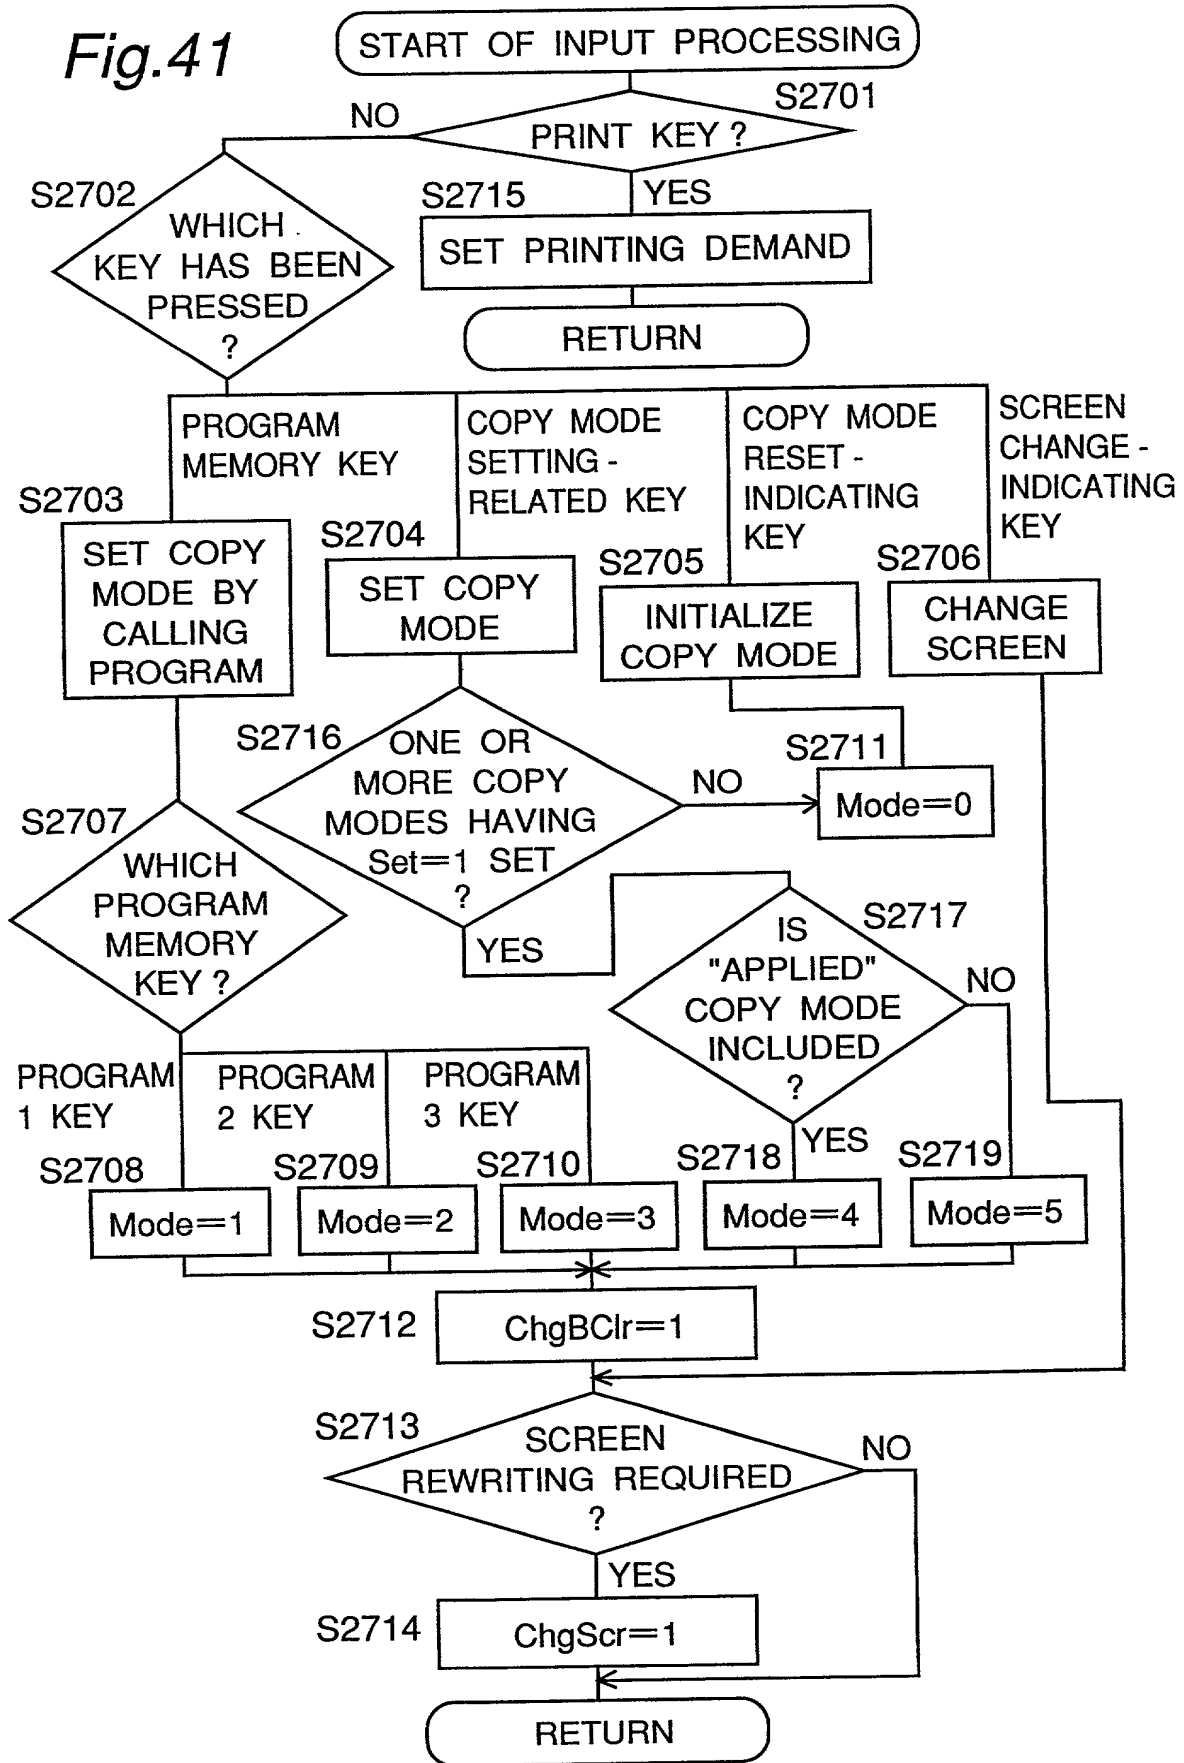 Fig.41
START OF INPUT PROCESSING
S2701
NO
PRINT KEY ?
S2702
S2715
YES
WHICH
KEY HAS BEEN
PRESSED
?
SET PRINTING DEMAND
RETURN
PROGRAM
MEMORY KEY
COPY MODE
SETTING -
RELATED KEY
COPY MODE
RESET -
INDICATING
KEY
SCREEN
CHANGE -
INDICATING
KEY
S2703
SET COPY
MODE BY
CALLING
PROGRAM
S2704
SET COPY
MODE
S2705
INITIALIZE
COPY MODE
S2706
CHANGE
SCREEN
S2716
ONE OR
MORE COPY
MODES HAVING
Set=1 SET
?
NO
S2711
Mode=0
YES
S2707
WHICH
PROGRAM
MEMORY
KEY ?
S2717
IS
"APPLIED"
COPY MODE
INCLUDED
?
NO
YES
PROGRAM
1 KEY
PROGRAM
2 KEY
PROGRAM
3 KEY
S2708
Mode=1
S2709
Mode=2
S2710
Mode=3
S2718
Mode=4
S2719
Mode=5
S2712
ChgBClr=1
S2713
SCREEN
REWRITING REQUIRED
?
NO
YES
S2714
ChgScr=1
RETURN